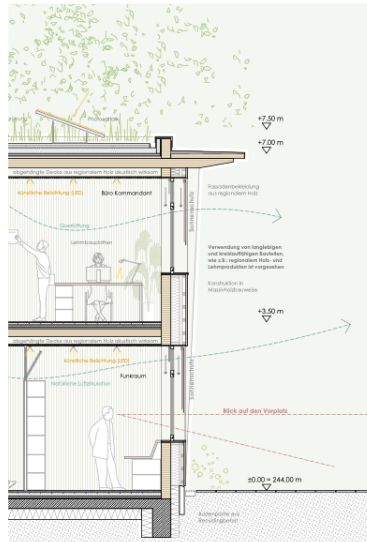 Photovoltaik
+7.50 m
+7.00 m
abgehängte Decke aus regionalem Holz akustisch wirksam
künstliche Belichtung (LED)
Büro Kommandant
Sonnenschutz
Fassadenbekleidung
aus regionalem Holz
Querlüftung
Lehmbauplatten
Verwendung von langlebigen
und kreislauffähigen Bauteilen,
wie z.B.: regionalem Holz- und
Lehmprodukten ist vorgesehen
Konstruktion in
Massivholzbauweise
+3.50 m
abgehängte Decke aus regionalem Holz akustisch wirksam
künstliche Belichtung (LED)
Funkraum
Sonnenschutz
Natürliche Luftfeuchten
Blick auf den Vorplatz
±0.00 = 244.00 m
Bodenplatte aus
Recyclingbeton